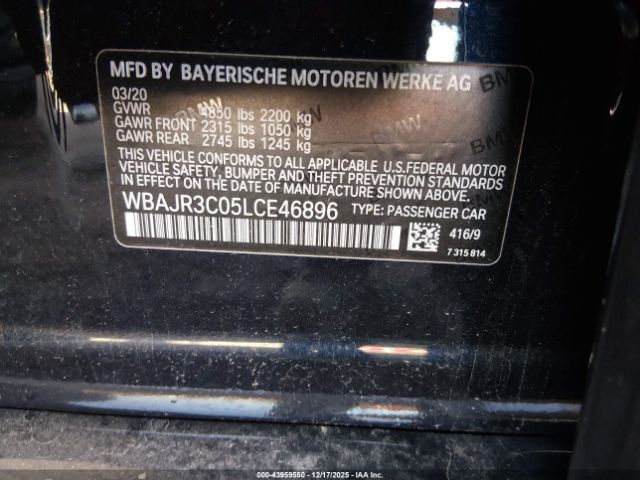 MFD BY BAYERISCHE MOTOREN WERKE AG
03/20
GVWR 4850 lbs 2200 kg
GAWR FRONT 2315 lbs 1050 kg
GAWR REAR 2745 lbs 1245 kg
THIS VEHICLE CONFORMS TO ALL APPLICABLE U.S.FEDERAL MOTOR
VEHICLE SAFETY, BUMPER, AND THEFT PREVENTION
STANDARDS IN EFFECT ON THE DATE OF MANUFACTURE SHOWN ABOVE.
WBAJR3C05LCE46896 TYPE: PASSENGER CAR
416/9
7 315 814
000-43959550 12/17/2025 IAAI.com